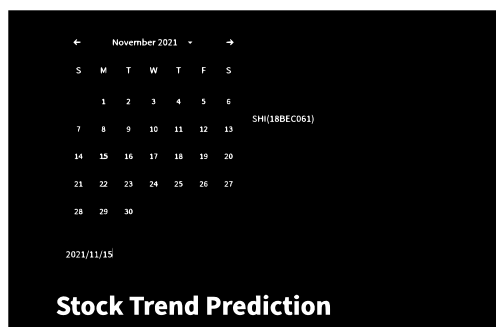 November 2021
S M T W T F S
1 2 3 4 5 6
SHI(18BEC061)
7 8 9 10 11 12 13
14 15 16 17 18 19 20
21 22 23 24 25 26 27
28 29 30
2021/11/15
Stock Trend Prediction